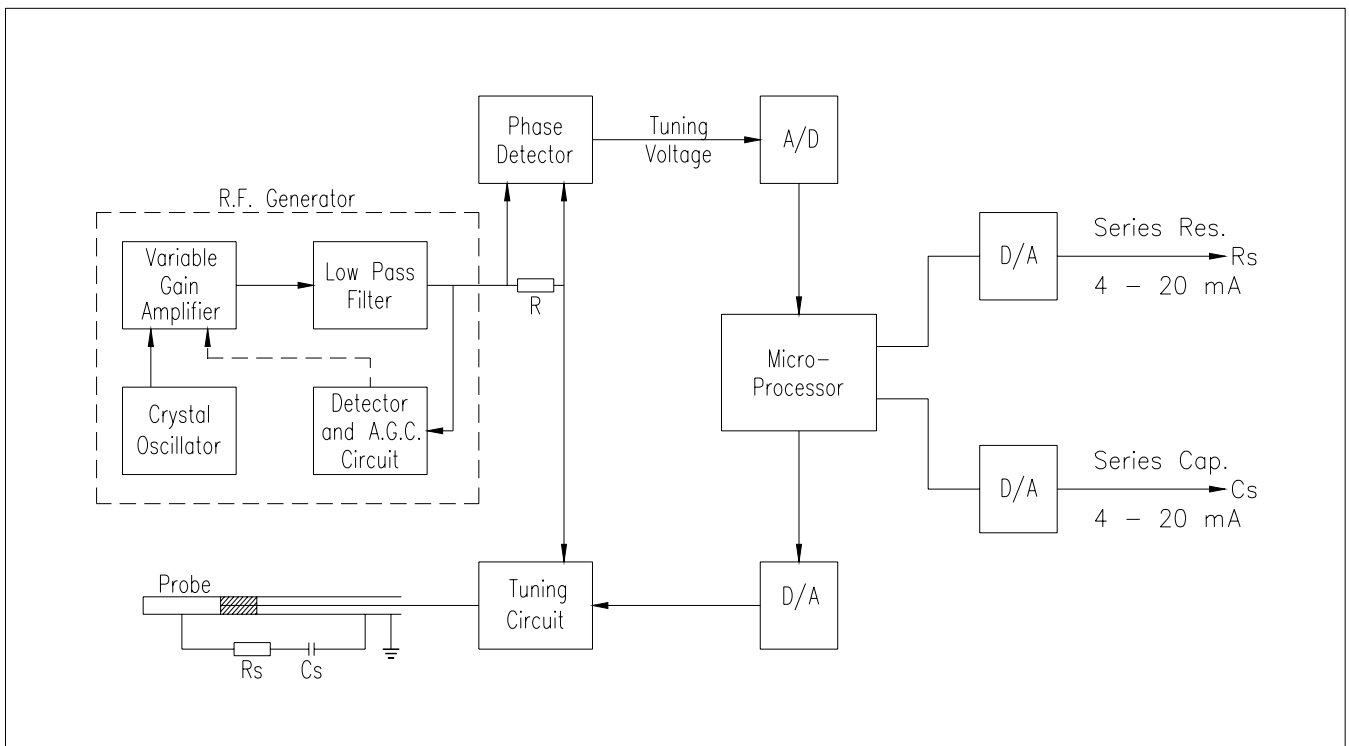 Phase
Detector
Tuning
Voltage
A/D
R.F. Generator
Variable
Gain
Amplifier
Low Pass
Filter
R
D/A
Series Res.
Rs
4 - 20 mA
Micro-
Processor
Crystal
Oscillator
Detector
and A.G.C.
Circuit
D/A
Series Cap.
Cs
4 - 20 mA
Probe
Tuning
Circuit
D/A
Rs
Cs